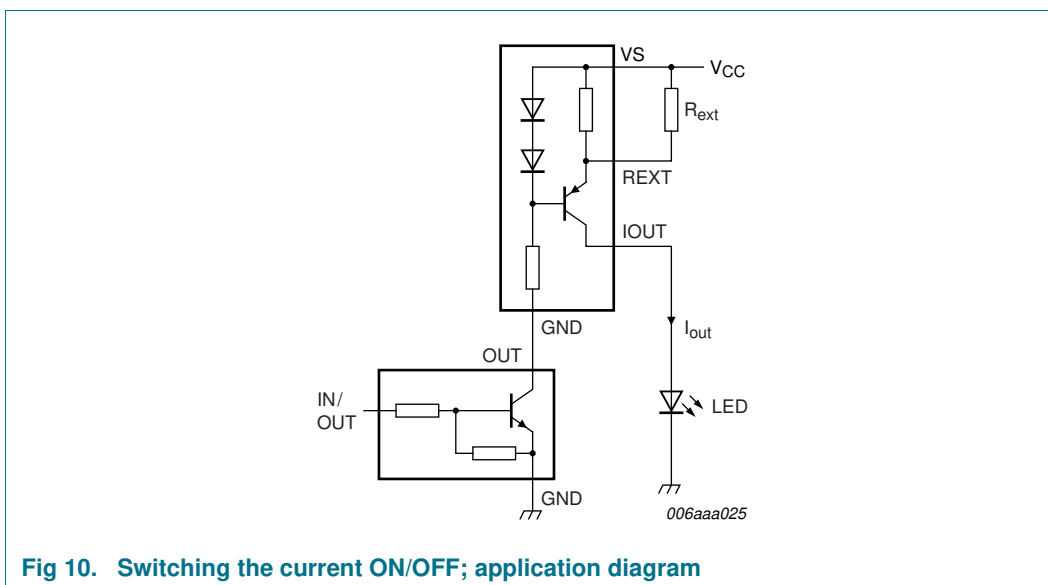 VS
VCC
Rext
REXT
IOUT
GND
Iout
OUT
IN/
OUT
LED
GND
006aaa025
Fig 10. Switching the current ON/OFF; application diagram